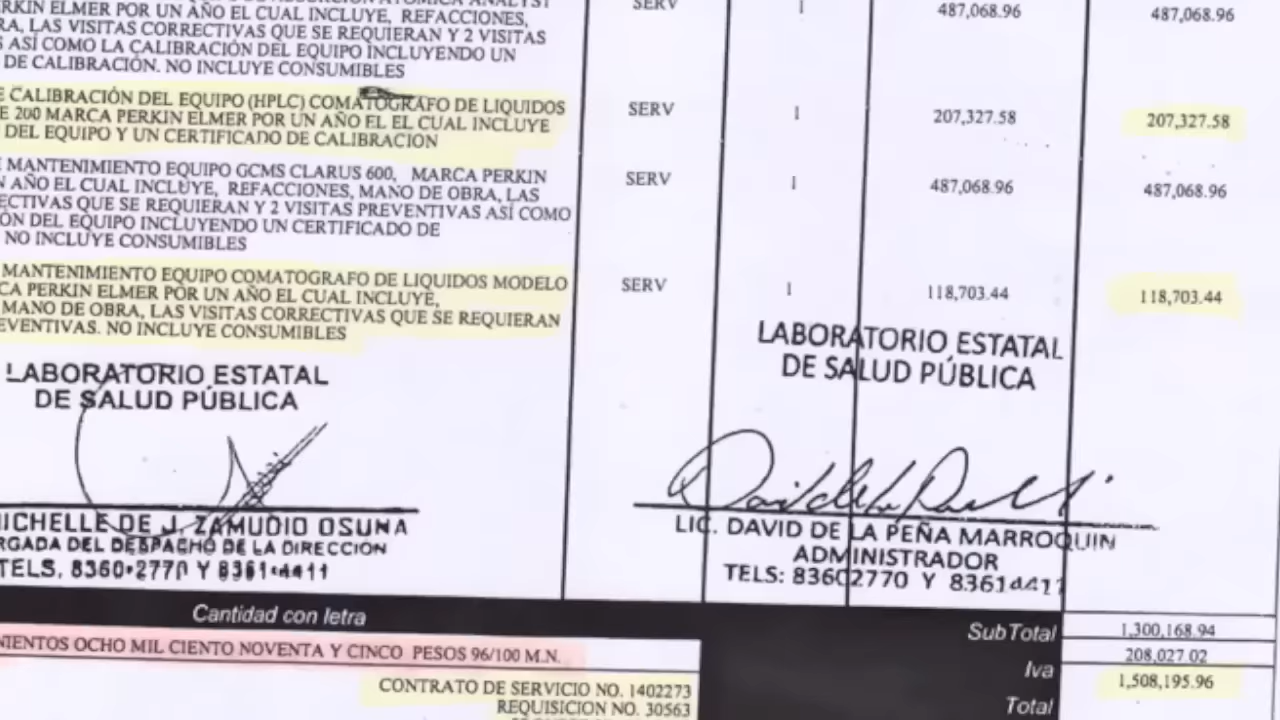 KIN ELMER POR UN AÑO EL CUAL INCLUYE, REFACCIONES,
RA, LAS VISITAS CORRECTIVAS QUE SE REQUIERAN Y 2 VISITAS
S ASÍ COMO LA CALIBRACIÓN DEL EQUIPO INCLUYENDO UN
DE CALIBRACIÓN. NO INCLUYE CONSUMIBLES
SERV 1 487,068.96 487,068.96
E CALIBRACIÓN DEL EQUIPO (HPLC) COMATOGRAFO DE LIQUIDOS
E 200 MARCA PERKIN ELMER POR UN AÑO EL EL CUAL INCLUYE
DEL EQUIPO Y UN CERTIFICADO DE CALIBRACION
SERV 1 207,327.58 207,327.58
MANTENIMIENTO EQUIPO GCMS CLARUS 600, MARCA PERKIN
N AÑO EL CUAL INCLUYE, REFACCIONES, MANO DE OBRA, LAS
ECTIVAS QUE SE REQUIERAN Y 2 VISITAS PREVENTIVAS ASÍ COMO
ÓN DEL EQUIPO INCLUYENDO UN CERTIFICADO DE
NO INCLUYE CONSUMIBLES
SERV 1 487,068.96 487,068.96
MANTENIMIENTO EQUIPO COMATOGRAFO DE LIQUIDOS MODELO
CA PERKIN ELMER POR UN AÑO EL CUAL INCLUYE,
MANO DE OBRA, LAS VISITAS CORRECTIVAS QUE SE REQUIERAN
EVENTIVAS. NO INCLUYE CONSUMIBLES
SERV 1 118,703.44 118,703.44
LABORATORIO ESTATAL
DE SALUD PÚBLICA
ICHELLE DE J. ZAMUDIO OSUNA
RGADA DEL DESPACHO DE LA DIRECCIÓN
TELS. 8360-2770 Y 8361-4411
LABORATORIO ESTATAL
DE SALUD PÚBLICA
LIC. DAVID DE LA PEÑA MARROQUIN
ADMINISTRADOR
TELS: 83602770 Y 83614411
Cantidad con letra
NIENTOS OCHO MIL CIENTO NOVENTA Y CINCO PESOS 96/100 M.N.
CONTRATO DE SERVICIO NO. 1402273
REQUISICION NO. 30563
SubTotal 1,300,168.94
Iva 208,027.02
Total 1,508,195.96